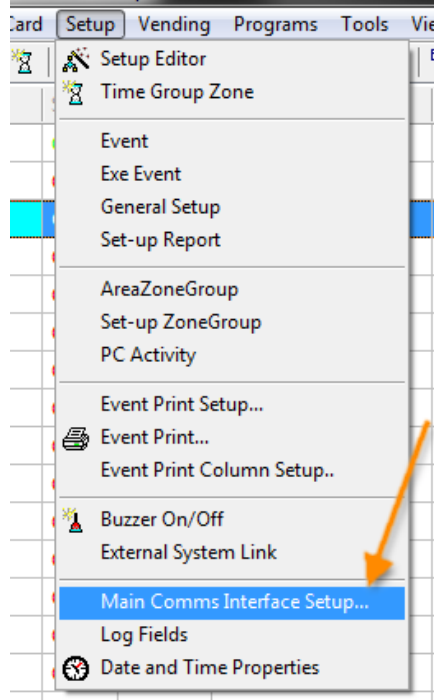 Card Setup Vending Programs Tools Vie
Setup Editor
Time Group Zone
Event
Exe Event
General Setup
Set-up Report
AreaZoneGroup
Set-up ZoneGroup
PC Activity
Event Print Setup...
Event Print...
Event Print Column Setup..
Buzzer On/Off
External System Link
Main Comms Interface Setup...
Log Fields
Date and Time Properties